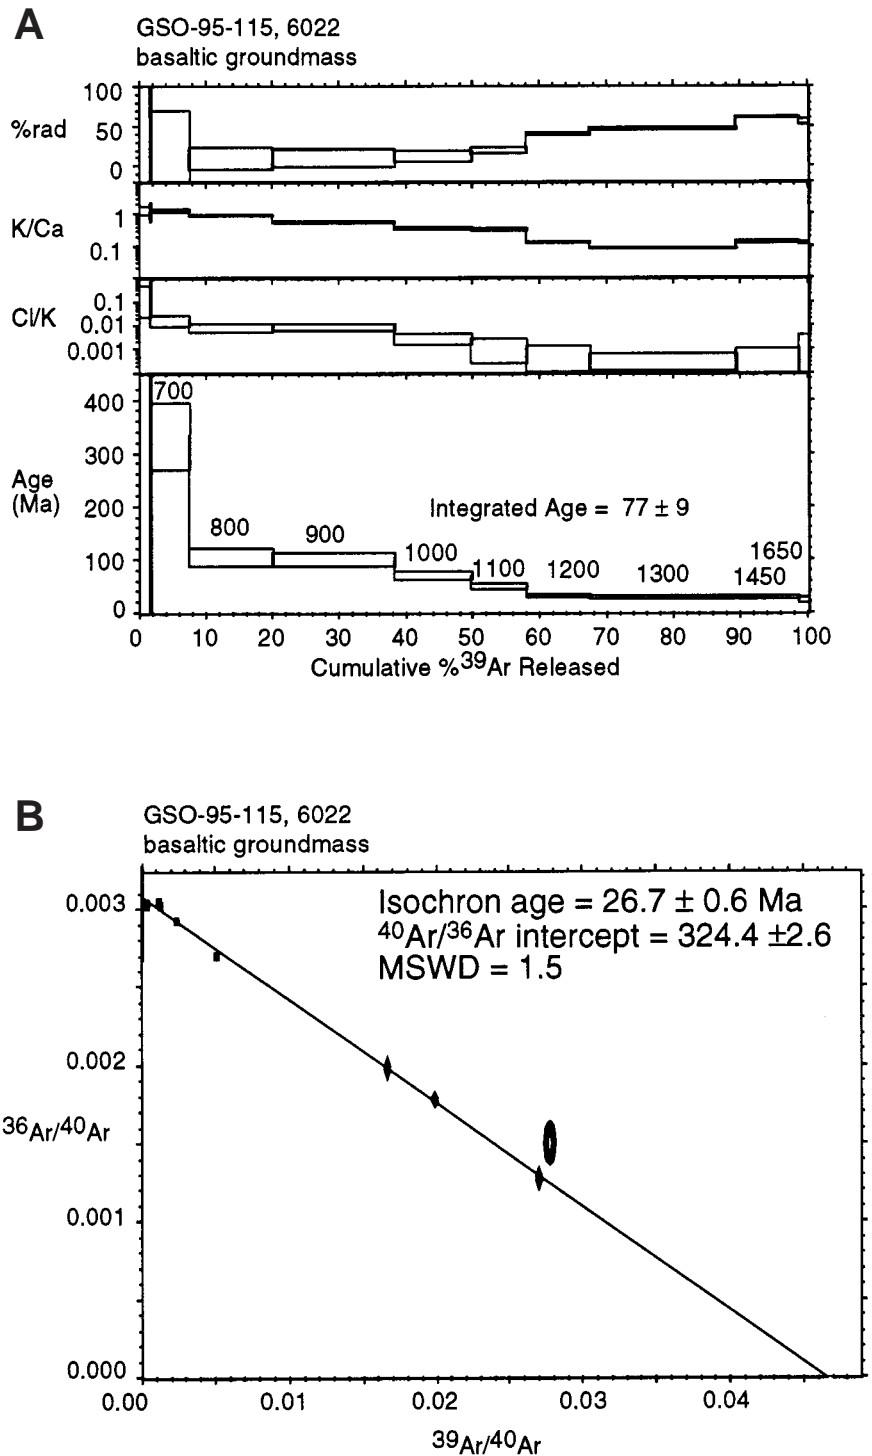 A
GSO-95-115, 6022
basaltic groundmass
100
%rad 50
0
K/Ca 1
0.1
0.1
Cl/K 0.01
0.001
700
400
300
Age
(Ma)
200
Integrated Age = 77 ± 9
800 900 1000 1100 1200 1300 1450 1650
100
0
0 10 20 30 40 50 60 70 80 90 100
Cumulative %³⁹Ar Released
B
GSO-95-115, 6022
basaltic groundmass
0.003
Isochron age = 26.7 ± 0.6 Ma
⁴⁰Ar/³⁶Ar intercept = 324.4 ±2.6
MSWD = 1.5
0.002
³⁶Ar/⁴⁰Ar
0.001
0.000
0.00 0.01 0.02 0.03 0.04
³⁹Ar/⁴⁰Ar